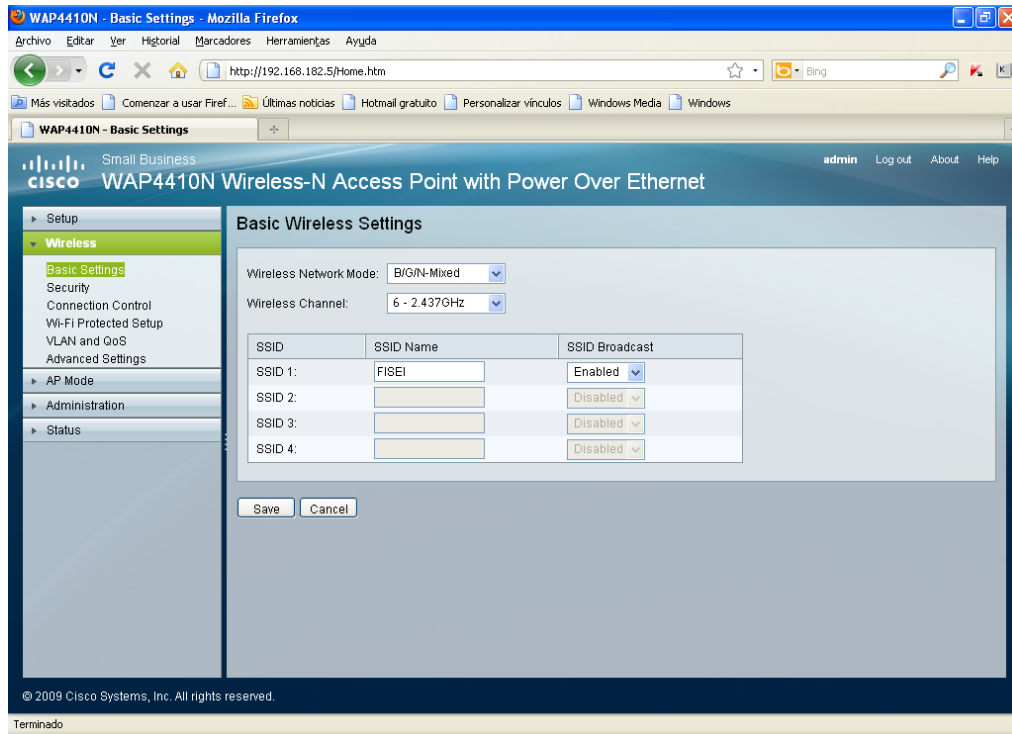 WAP4410N - Basic Settings - Mozilla Firefox
Archivo Editar Ver Historial Marcadores Herramientas Ayuda
http://192.168.182.5/Home.htm Bing
Más visitados Comenzar a usar Firef... Últimas noticias Hotmail gratuito Personalizar vínculos Windows Media Windows
WAP4410N - Basic Settings
CISCO Small Business
WAP4410N Wireless-N Access Point with Power Over Ethernet
admin Log out About Help
Setup
Wireless
Basic Settings
Security
Connection Control
Wi-Fi Protected Setup
VLAN and QoS
Advanced Settings
AP Mode
Administration
Status
Basic Wireless Settings
Wireless Network Mode: B/G/N-Mixed
Wireless Channel: 6 - 2.437GHz
SSID SSID Name SSID Broadcast
SSID 1: FISEI Enabled
SSID 2: Disabled
SSID 3: Disabled
SSID 4: Disabled
Save Cancel
© 2009 Cisco Systems, Inc. All rights reserved.
Terminado